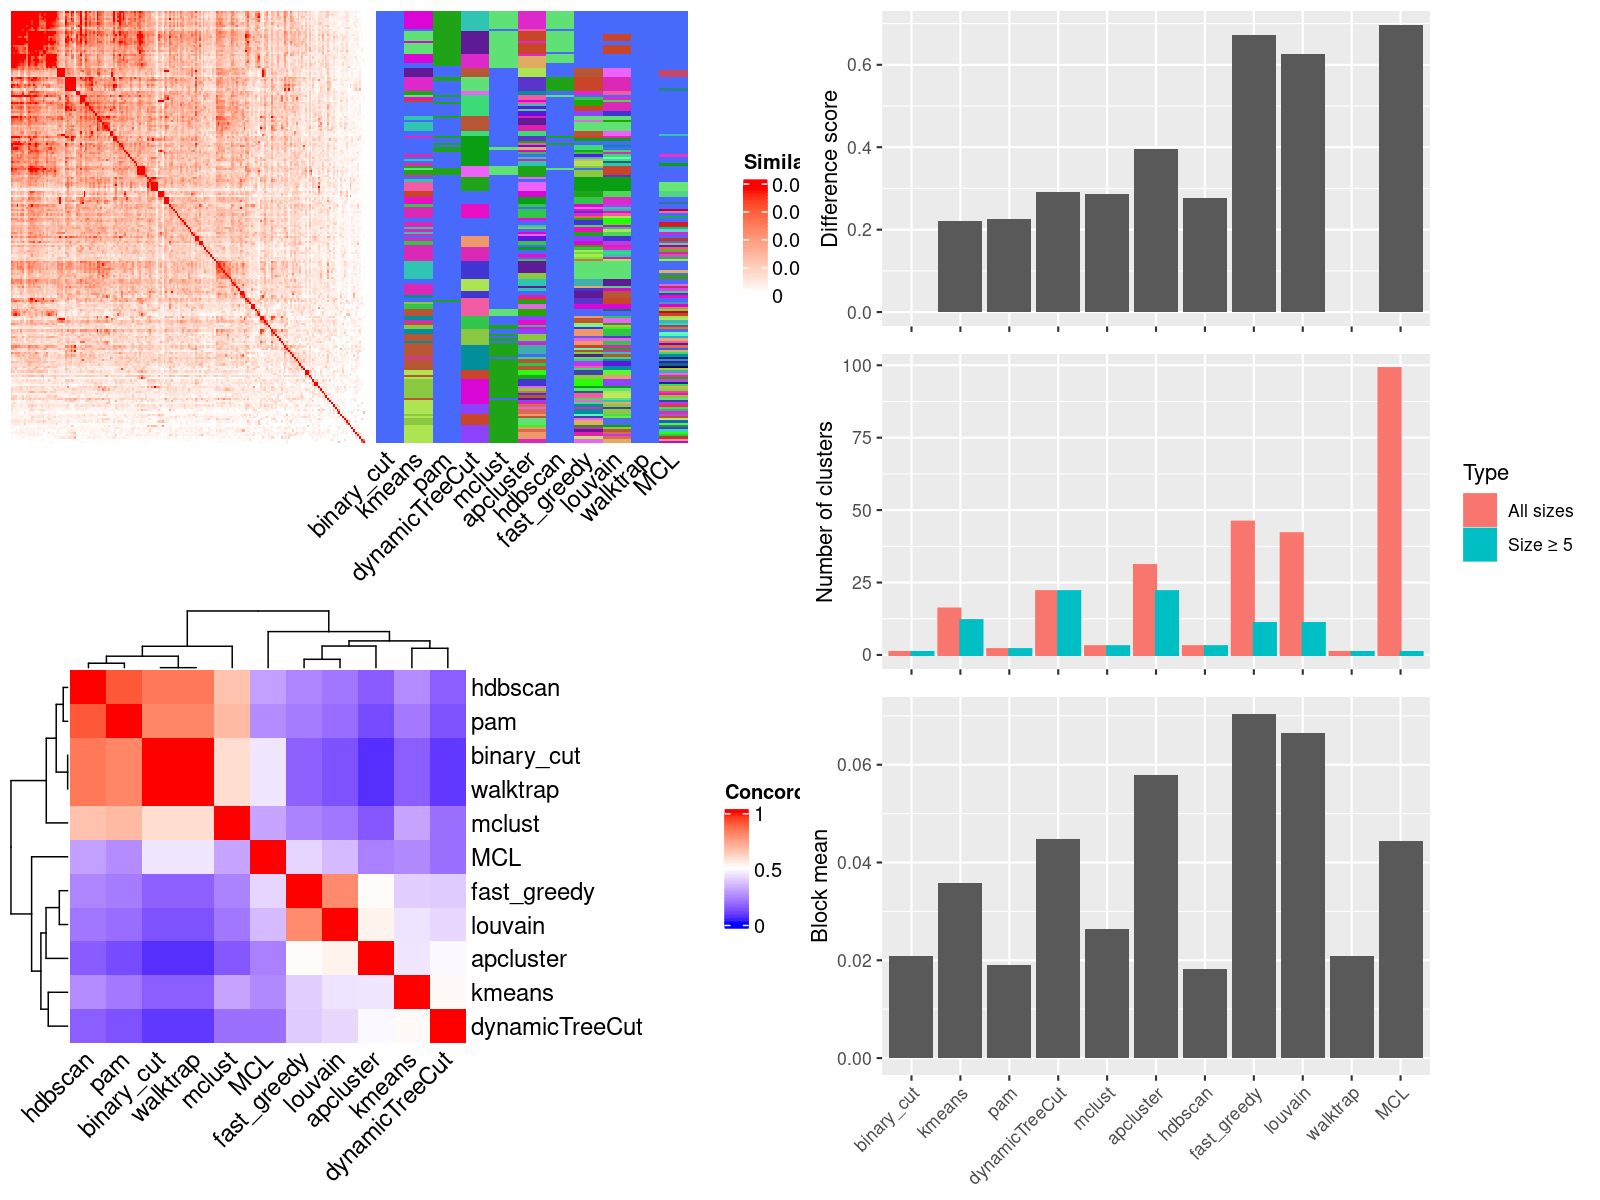 Simila
0.0
0.0
0.0
0.0
0
binary_cut
kmeans
pam
dynamicTreeCut
mclust
apcluster
hdbscan
fast_greedy
louvain
walktrap
MCL
hdbscan
pam
binary_cut
walktrap
mclust
MCL
fast_greedy
louvain
apcluster
kmeans
dynamicTreeCut
hdbscan
pam
binary_cut
walktrap
mclust
MCL
fast_greedy
louvain
apcluster
kmeans
dynamicTreeCut
Concord
1
0.5
0
Difference score
0.6
0.4
0.2
0.0
Number of clusters
100
75
50
25
0
Type
All sizes
Size ≥ 5
Block mean
0.06
0.04
0.02
0.00
binary_cut
kmeans
pam
dynamicTreeCut
mclust
apcluster
hdbscan
fast_greedy
louvain
walktrap
MCL